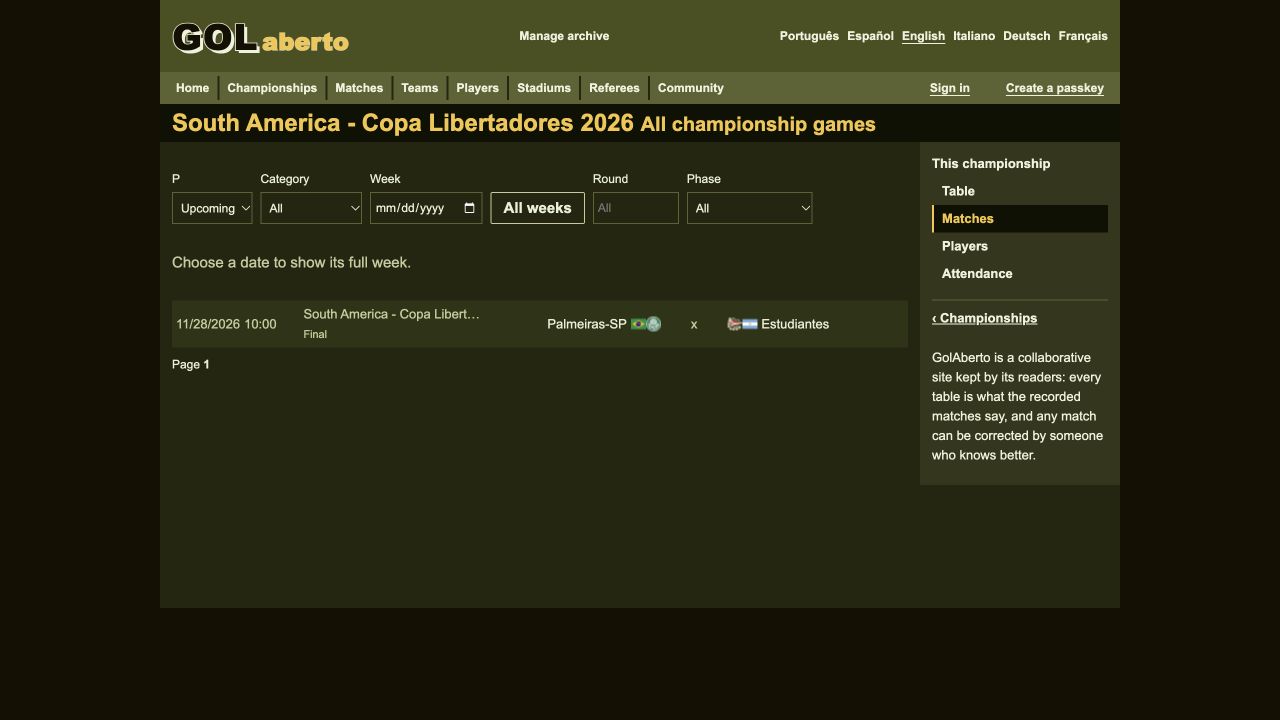 GOL aberto
Manage archive
Português Español English Italiano Deutsch Français
Home Championships Matches Teams Players Stadiums Referees Community
Sign in Create a passkey
South America - Copa Libertadores 2026 All championship games
P Category Week Round Phase
Upcoming All mm/dd/yyyy All weeks All All
Choose a date to show its full week.
11/28/2026 10:00 South America - Copa Libert… Palmeiras-SP x Estudiantes
Final
Page 1
This championship
Table
Matches
Players
Attendance
‹ Championships
GolAberto is a collaborative
site kept by its readers: every
table is what the recorded
matches say, and any match
can be corrected by someone
who knows better.